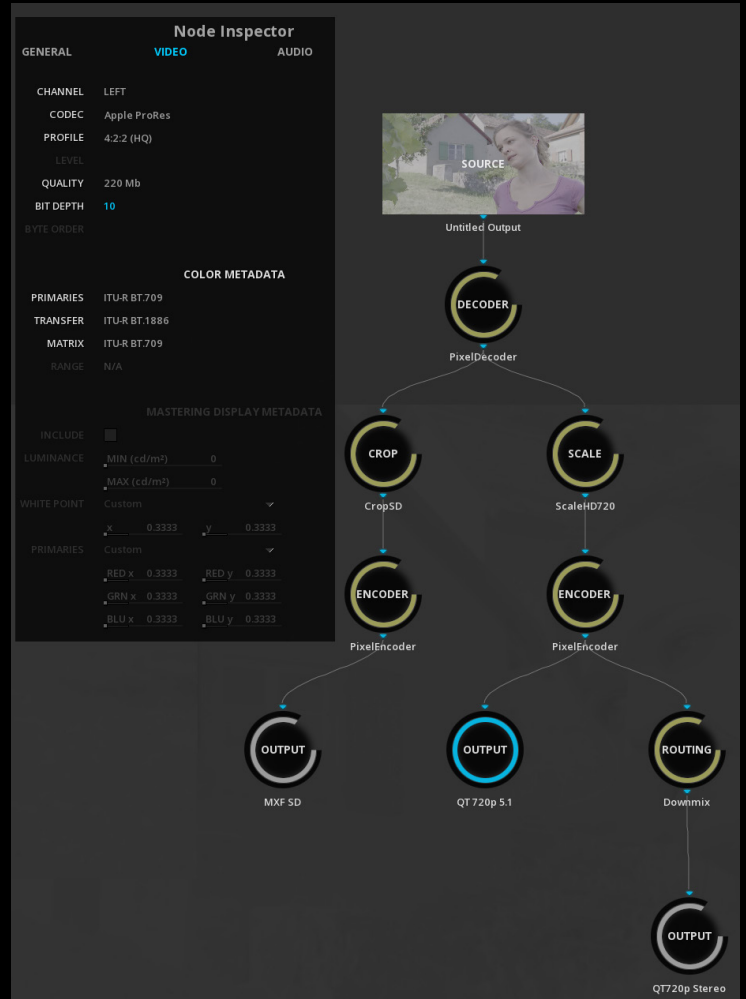 Node Inspector
GENERAL VIDEO AUDIO
CHANNEL LEFT
CODEC Apple ProRes
PROFILE 4:2:2 (HQ)
LEVEL
QUALITY 220 Mb
BIT DEPTH 10
BYTE ORDER
COLOR METADATA
PRIMARIES ITU-R BT.709
TRANSFER ITU-R BT.1886
MATRIX ITU-R BT.709
RANGE N/A
MASTERING DISPLAY METADATA
INCLUDE
LUMINANCE MIN (cd/m²) 0
MAX (cd/m²) 0
WHITE POINT Custom
x 0.3333 y 0.3333
PRIMARIES Custom
RED x 0.3333 RED y 0.3333
GRN x 0.3333 GRN y 0.3333
BLU x 0.3333 BLU y 0.3333
SOURCE
Untitled Output
DECODER
PixelDecoder
CROP SCALE
CropSD ScaleHD720
ENCODER ENCODER
PixelEncoder PixelEncoder
OUTPUT OUTPUT ROUTING
MXF SD QT 720p 5.1 Downmix
OUTPUT
QT720p Stereo